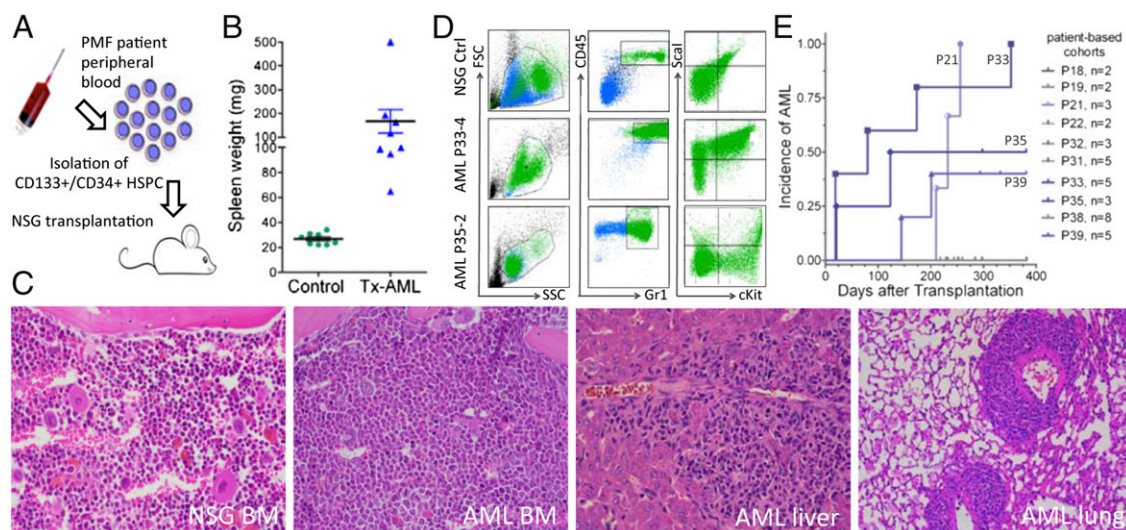 A
PMF patient
peripheral
blood
Isolation of
CD133+/CD34+ HSPC
NSG transplantation
B
Spleen weight (mg)
500
400
300
200
100
100
80
60
40
20
0
Control
Tx-AML
D
NSG Ctrl
AML P33-4
AML P35-2
FSC
CD45
ScaI
SSC
Gr1
cKit
E
Incidence of AML
1.00
0.75
0.50
0.25
0.00
0
100
200
300
400
Days after Transplantation
P21
P33
P35
P39
patient-based
cohorts
P18, n=2
P19, n=2
P21, n=3
P22, n=2
P32, n=3
P31, n=5
P33, n=5
P35, n=3
P38, n=8
P39, n=5
C
NSG BM
AML BM
AML liver
AML lung